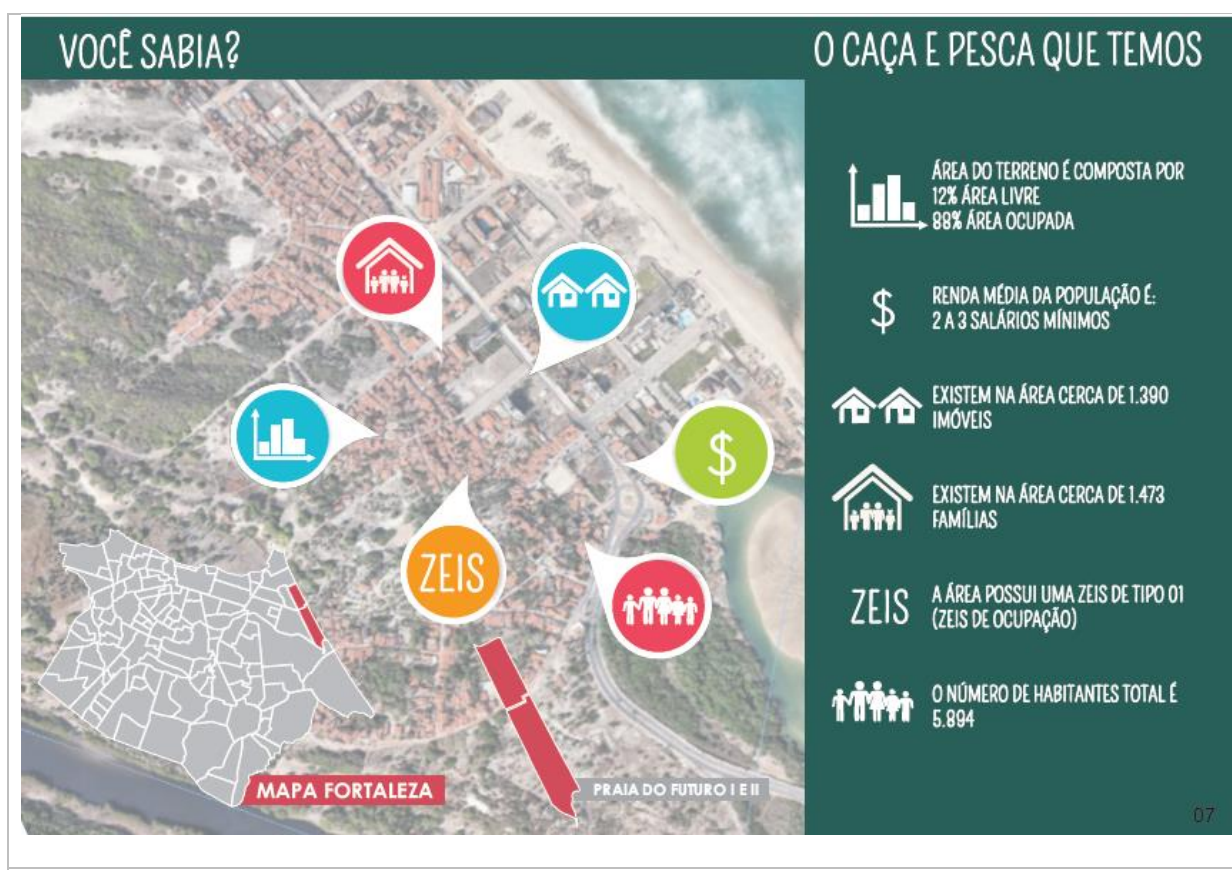 VOCÊ SABIA?
O CAÇA E PESCA QUE TEMOS
ÁREA DO TERRENO É COMPOSTA POR
12% ÁREA LIVRE
88% ÁREA OCUPADA
$
RENDA MÉDIA DA POPULAÇÃO É:
2 A 3 SALÁRIOS MÍNIMOS
EXISTEM NA ÁREA CERCA DE 1.390
IMÓVEIS
EXISTEM NA ÁREA CERCA DE 1.473
FAMÍLIAS
ZEIS
A ÁREA POSSUI UMA ZEIS DE TIPO 01
(ZEIS DE OCUPAÇÃO)
O NÚMERO DE HABITANTES TOTAL É
5.894
$
ZEIS
MAPA FORTALEZA
PRAIA DO FUTURO I E II
07